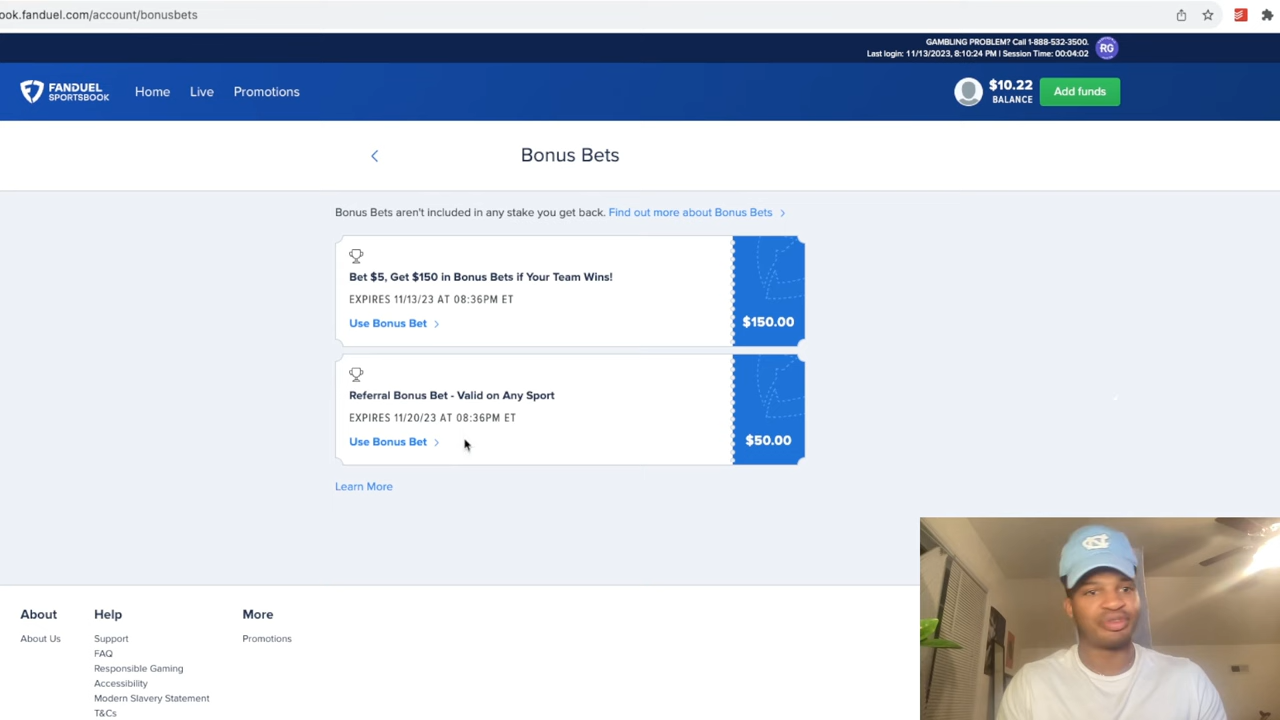 ook.fanduel.com/account/bonusbets
GAMBLING PROBLEM? Call 1-888-532-3500.
Last login: 11/13/2023, 8:10:24 PM | Session Time: 00:04:02
RG
FANDUEL
SPORTSBOOK
Home
Live
Promotions
$10.22
BALANCE
Add funds
Bonus Bets
Bonus Bets aren't included in any stake you get back. Find out more about Bonus Bets
Bet $5, Get $150 in Bonus Bets if Your Team Wins!
EXPIRES 11/13/23 AT 08:36PM ET
Use Bonus Bet
$150.00
Referral Bonus Bet - Valid on Any Sport
EXPIRES 11/20/23 AT 08:36PM ET
Use Bonus Bet
$50.00
Learn More
About
About Us
Help
Support
FAQ
Responsible Gaming
Accessibility
Modern Slavery Statement
T&Cs
More
Promotions
NC